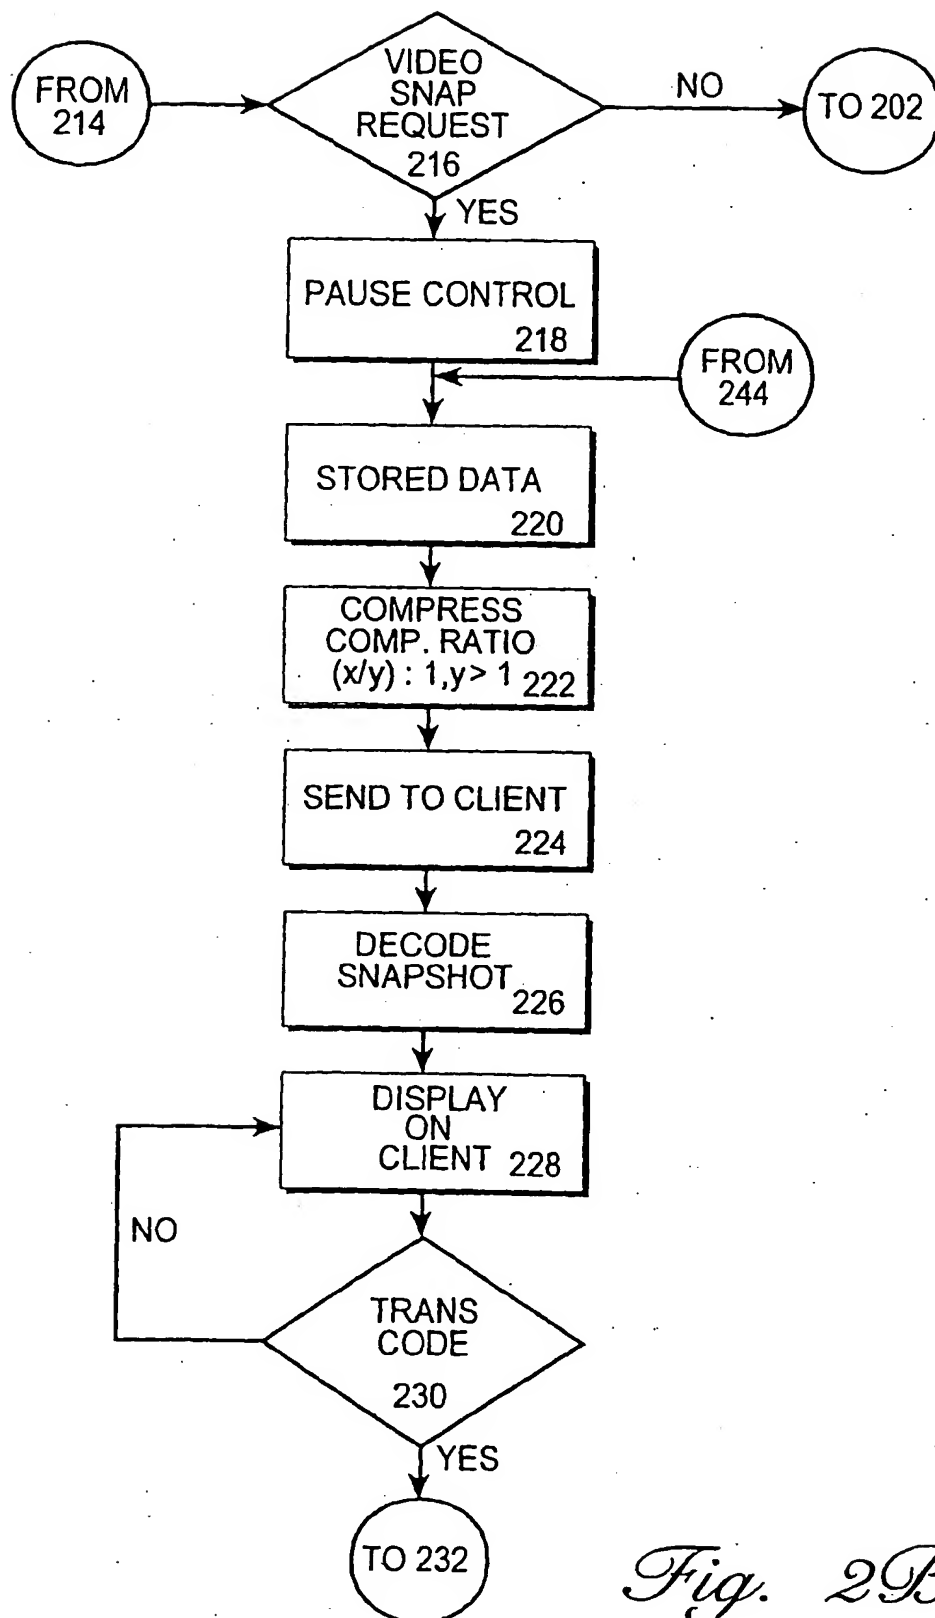 FROM
214
VIDEO
SNAP
REQUEST
216
NO
TO 202
YES
PAUSE CONTROL
218
FROM
244
STORED DATA
220
COMPRESS
COMP. RATIO
(x/y) : 1,y> 1 222
SEND TO CLIENT
224
DECODE
SNAPSHOT
226
DISPLAY
ON
CLIENT 228
NO
TRANS
CODE
230
YES
TO 232
Fig. 2B